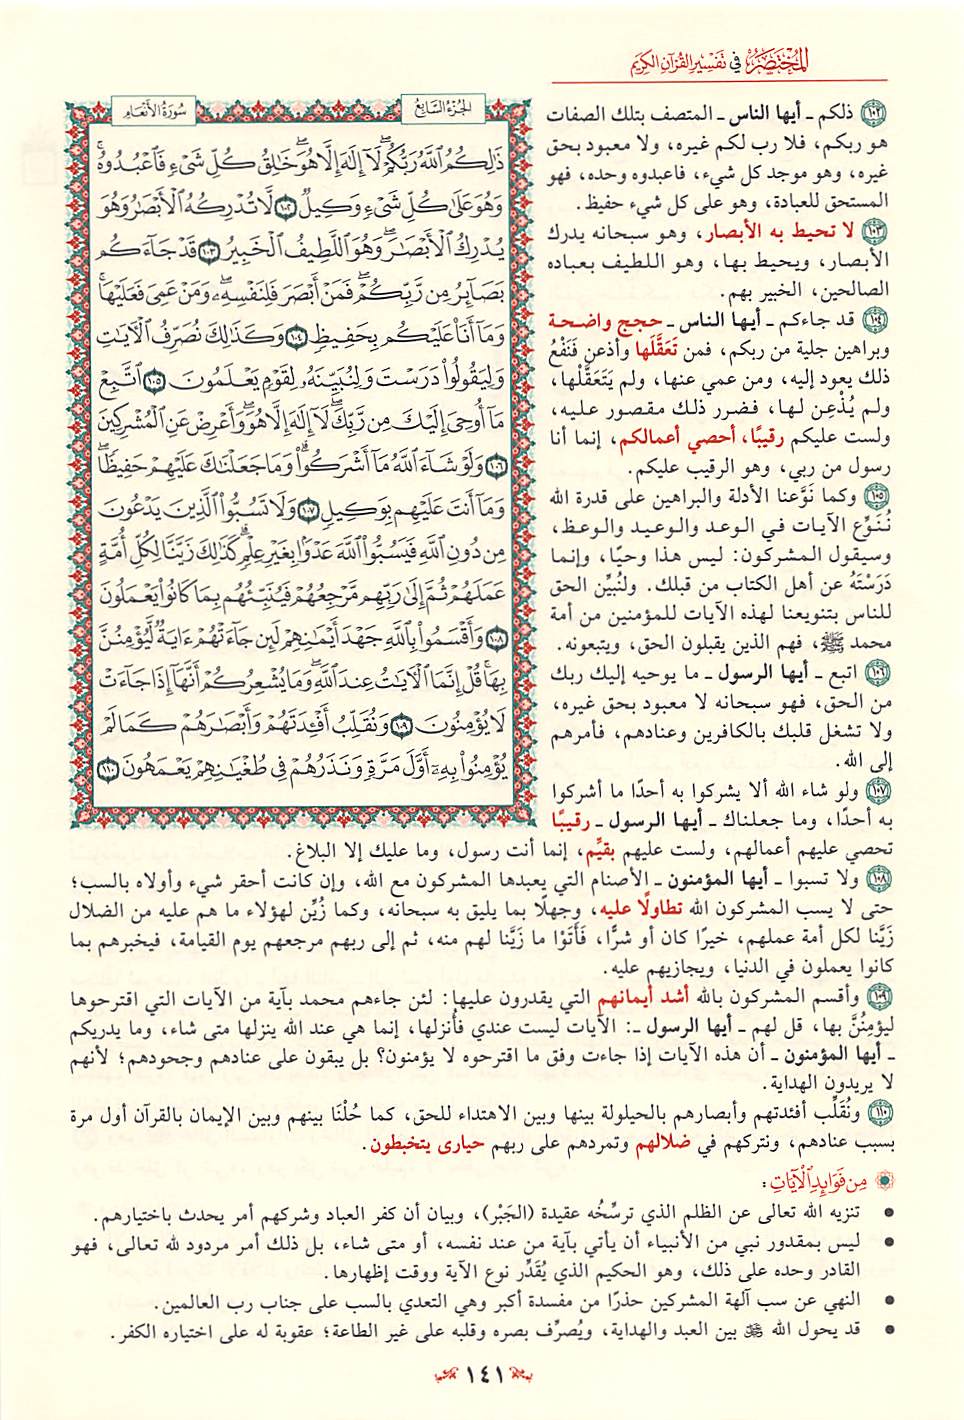 المختصر في تفسير القرآن الكريم
الجزء السابع
سورة الأنعام
ذَٰلِكُمُ ٱللَّهُ رَبُّكُمْۖ لَآ إِلَٰهَ إِلَّا هُوَۖ خَٰلِقُ كُلِّ شَيْءٍ فَٱعْبُدُوهُۚ
وَهُوَ عَلَىٰ كُلِّ شَيْءٍ وَكِيلٌ ١٠٢ لَّا تُدْرِكُهُ ٱلْأَبْصَٰرُ وَهُوَ
يُدْرِكُ ٱلْأَبْصَٰرَۖ وَهُوَ ٱللَّطِيفُ ٱلْخَبِيرُ ١٠٣ قَدْ جَآءَكُم
بَصَآئِرُ مِن رَّبِّكُمْۖ فَمَنْ أَبْصَرَ فَلِنَفْسِهِۦۖ وَمَنْ عَمِيَ فَعَلَيْهَاۚ
وَمَآ أَنَا۠ عَلَيْكُم بِحَفِيظٍ ١٠٤ وَكَذَٰلِكَ نُصَرِّفُ ٱلْأٓيَٰتِ
وَلِيَقُولُوا۟ دَرَسْتَ وَلِنُبَيِّنَهُۥ لِقَوْمٍ يَعْلَمُونَ ١٠٥ ٱتَّبِعْ
مَآ أُوحِيَ إِلَيْكَ مِن رَّبِّكَۖ لَآ إِلَٰهَ إِلَّا هُوَۖ وَأَعْرِضْ عَنِ ٱلْمُشْرِكِينَ
١٠٦ وَلَوْ شَآءَ ٱللَّهُ مَآ أَشْرَكُوا۟ۗ وَمَا جَعَلْنَٰكَ عَلَيْهِمْ حَفِيظًاۖ
وَمَآ أَنتَ عَلَيْهِم بِوَكِيلٍ ١٠٧ وَلَا تَسُبُّوا۟ ٱلَّذِينَ يَدْعُونَ
مِن دُونِ ٱللَّهِ فَيَسُبُّوا۟ ٱللَّهَ عَدْوًۢا بِغَيْرِ عِلْمٍۗ كَذَٰلِكَ زَيَّنَّا لِكُلِّ أُمَّةٍ
عَمَلَهُمْ ثُمَّ إِلَىٰ رَبِّهِم مَّرْجِعُهُمْ فَيُنَبِّئُهُم بِمَا كَانُوا۟ يَعْمَلُونَ
١٠٨ وَأَقْسَمُوا۟ بِٱللَّهِ جَهْدَ أَيْمَٰنِهِمْ لَئِن جَآءَتْهُمْ ءَايَةٌ لَّيُؤْمِنُنَّ
بِهَاۚ قُلْ إِنَّمَا ٱلْأٓيَٰتُ عِندَ ٱللَّهِۖ وَمَا يُشْعِرُكُمْ أَنَّهَآ إِذَا جَآءَتْ
لَا يُؤْمِنُونَ ١٠٩ وَنُقَلِّبُ أَفْـِٔدَتَهُمْ وَأَبْصَٰرَهُمْ كَمَا لَمْ
يُؤْمِنُوا۟ بِهِۦٓ أَوَّلَ مَرَّةٍ وَنَذَرُهُمْ فِي طُغْيَٰنِهِمْ يَعْمَهُونَ ١١٠
١٠٢ ذلكم ـ أيها الناس ـ المتصف بتلك الصفات
هو ربكم، فلا رب لكم غيره، ولا معبود بحق
غيره، وهو موجد كل شيء، فاعبدوه وحده، فهو
المستحق للعبادة، وهو على كل شيء حفيظ.
١٠٣ لا تحيط به الأبصار، وهو سبحانه يدرك
الأبصار، ويحيط بها، وهو اللطيف بعباده
الصالحين، الخبير بهم.
١٠٤ قد جاءكم ـ أيها الناس ـ حجج واضحة
وبراهين جلية من ربكم، فمن تَعَقَّلَها وأذعن فَنَفْعُ
ذلك يعود إليه، ومن عمي عنها، ولم يَتَعَقَّلْها،
ولم يُذْعِن لها، فضرر ذلك مقصور عليه،
ولست عليكم رقيبًا، أحصي أعمالكم، إنما أنا
رسول من ربي، وهو الرقيب عليكم.
١٠٥ وكما نَوَّعنا الأدلة والبراهين على قدرة الله
نُنَوِّع الآيات في الوعد والوعيد والوعظ،
وسيقول المشركون: ليس هذا وحيًا، وإنما
دَرَسْتَهُ عن أهل الكتاب من قبلك. ولنُبيِّن الحق
للناس بتنويعنا لهذه الآيات للمؤمنين من أمة
محمد ﷺ، فهم الذين يقبلون الحق، ويتبعونه.
١٠٦ اتبع ـ أيها الرسول ـ ما يوحيه إليك ربك
من الحق، فهو سبحانه لا معبود بحق غيره،
ولا تشغل قلبك بالكافرين وعنادهم، فأمرهم
إلى الله.
١٠٧ ولو شاء الله ألا يشركوا به أحدًا ما أشركوا
به أحدًا، وما جعلناك ـ أيها الرسول ـ رقيبًا
تحصي عليهم أعمالهم، ولست عليهم بقيِّم، إنما أنت رسول، وما عليك إلا البلاغ.
١٠٨ ولا تسبوا ـ أيها المؤمنون ـ الأصنام التي يعبدها المشركون مع الله، وإن كانت أحقر شيء وأولاه بالسب؛
حتى لا يسب المشركون الله تطاولًا عليه، وجهلًا بما يليق به سبحانه، وكما زُيِّن لهؤلاء ما هم عليه من الضلال
زَيَّنا لكل أمة عملهم، خيرًا كان أو شرًّا، فَأَتَوْا ما زَيَّنا لهم منه، ثم إلى ربهم مرجعهم يوم القيامة، فيخبرهم بما
كانوا يعملون في الدنيا، ويجازيهم عليه.
١٠٩ وأقسم المشركون بالله أشد أيمانهم التي يقدرون عليها: لئن جاءهم محمد بآية من الآيات التي اقترحوها
ليؤمِنُنَّ بها، قل لهم ـ أيها الرسول ـ: الآيات ليست عندي فأُنزلها، إنما هي عند الله ينزلها متى شاء، وما يدريكم
ـ أيها المؤمنون ـ أن هذه الآيات إذا جاءت وفق ما اقترحوه لا يؤمنون؟ بل يبقون على عنادهم وجحودهم؛ لأنهم
لا يريدون الهداية.
١١٠ ونُقَلِّب أفئدتهم وأبصارهم بالحيلولة بينها وبين الاهتداء للحق، كما حُلْنَا بينهم وبين الإيمان بالقرآن أول مرة
بسبب عنادهم، ونتركهم في ضلالهم وتمردهم على ربهم حيارى يتخبطون.
من فوائد الآيات:
• تنزيه الله تعالى عن الظلم الذي ترسِّخُه عقيدة (الجَبْر)، وبيان أن كفر العباد وشركهم أمر يحدث باختيارهم.
• ليس بمقدور نبي من الأنبياء أن يأتي بآية من عند نفسه، أو متى شاء، بل ذلك أمر مردود لله تعالى، فهو
القادر وحده على ذلك، وهو الحكيم الذي يُقَدِّر نوع الآية ووقت إظهارها.
• النهي عن سب آلهة المشركين حذرًا من مفسدة أكبر وهي التعدي بالسب على جناب رب العالمين.
• قد يحول الله ﷻ بين العبد والهداية، ويُصرِّف بصره وقلبه على غير الطاعة؛ عقوبة له على اختياره الكفر.
١٤١